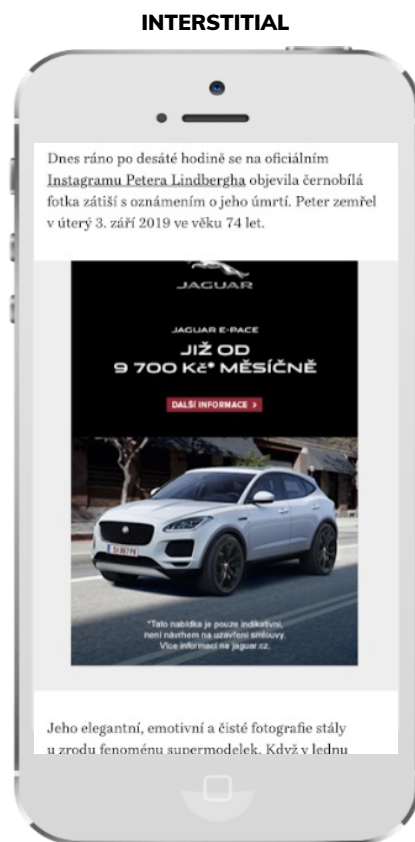 INTERSTITIAL
Dnes ráno po desáté hodině se na oficiálním
Instagramu Petera Lindbergha objevila černobílá
fotka zátiší s oznámením o jeho úmrtí. Peter zemřel
v úterý 3. září 2019 ve věku 74 let.
JAGUAR
JAGUAR E-PACE
JIŽ OD
9 700 Kč* MĚSÍČNĚ
DALŠÍ INFORMACE >
*Tato nabídka je pouze indikativní,
není návrhem na uzavření smlouvy.
Více informací na jaguar.cz.
Jeho elegantní, emotivní a čisté fotografie stály
u zrodu fenoménu supermodelek. Když v lednu